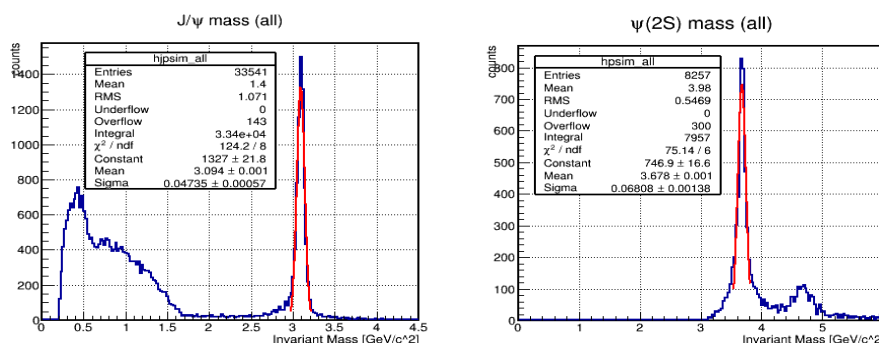 J/ψ mass (all)
counts
hjpsim_all
Entries 33541
Mean 1.4
RMS 1.071
Underflow 0
Overflow 143
Integral 3.34e+04
χ² / ndf 124.2 / 8
Constant 1327 ± 21.8
Mean 3.094 ± 0.001
Sigma 0.04735 ± 0.00057
1400
1200
1000
800
600
400
200
0
0 0.5 1 1.5 2 2.5 3 3.5 4 4.5
Invariant Mass [GeV/c^2]
ψ(2S) mass (all)
counts
hpsim_all
Entries 8257
Mean 3.98
RMS 0.5469
Underflow 0
Overflow 300
Integral 7957
χ² / ndf 75.14 / 6
Constant 746.9 ± 16.6
Mean 3.678 ± 0.001
Sigma 0.06808 ± 0.00138
800
700
600
500
400
300
200
100
0
0 1 2 3 4 5
Invariant Mass [GeV/c^2]